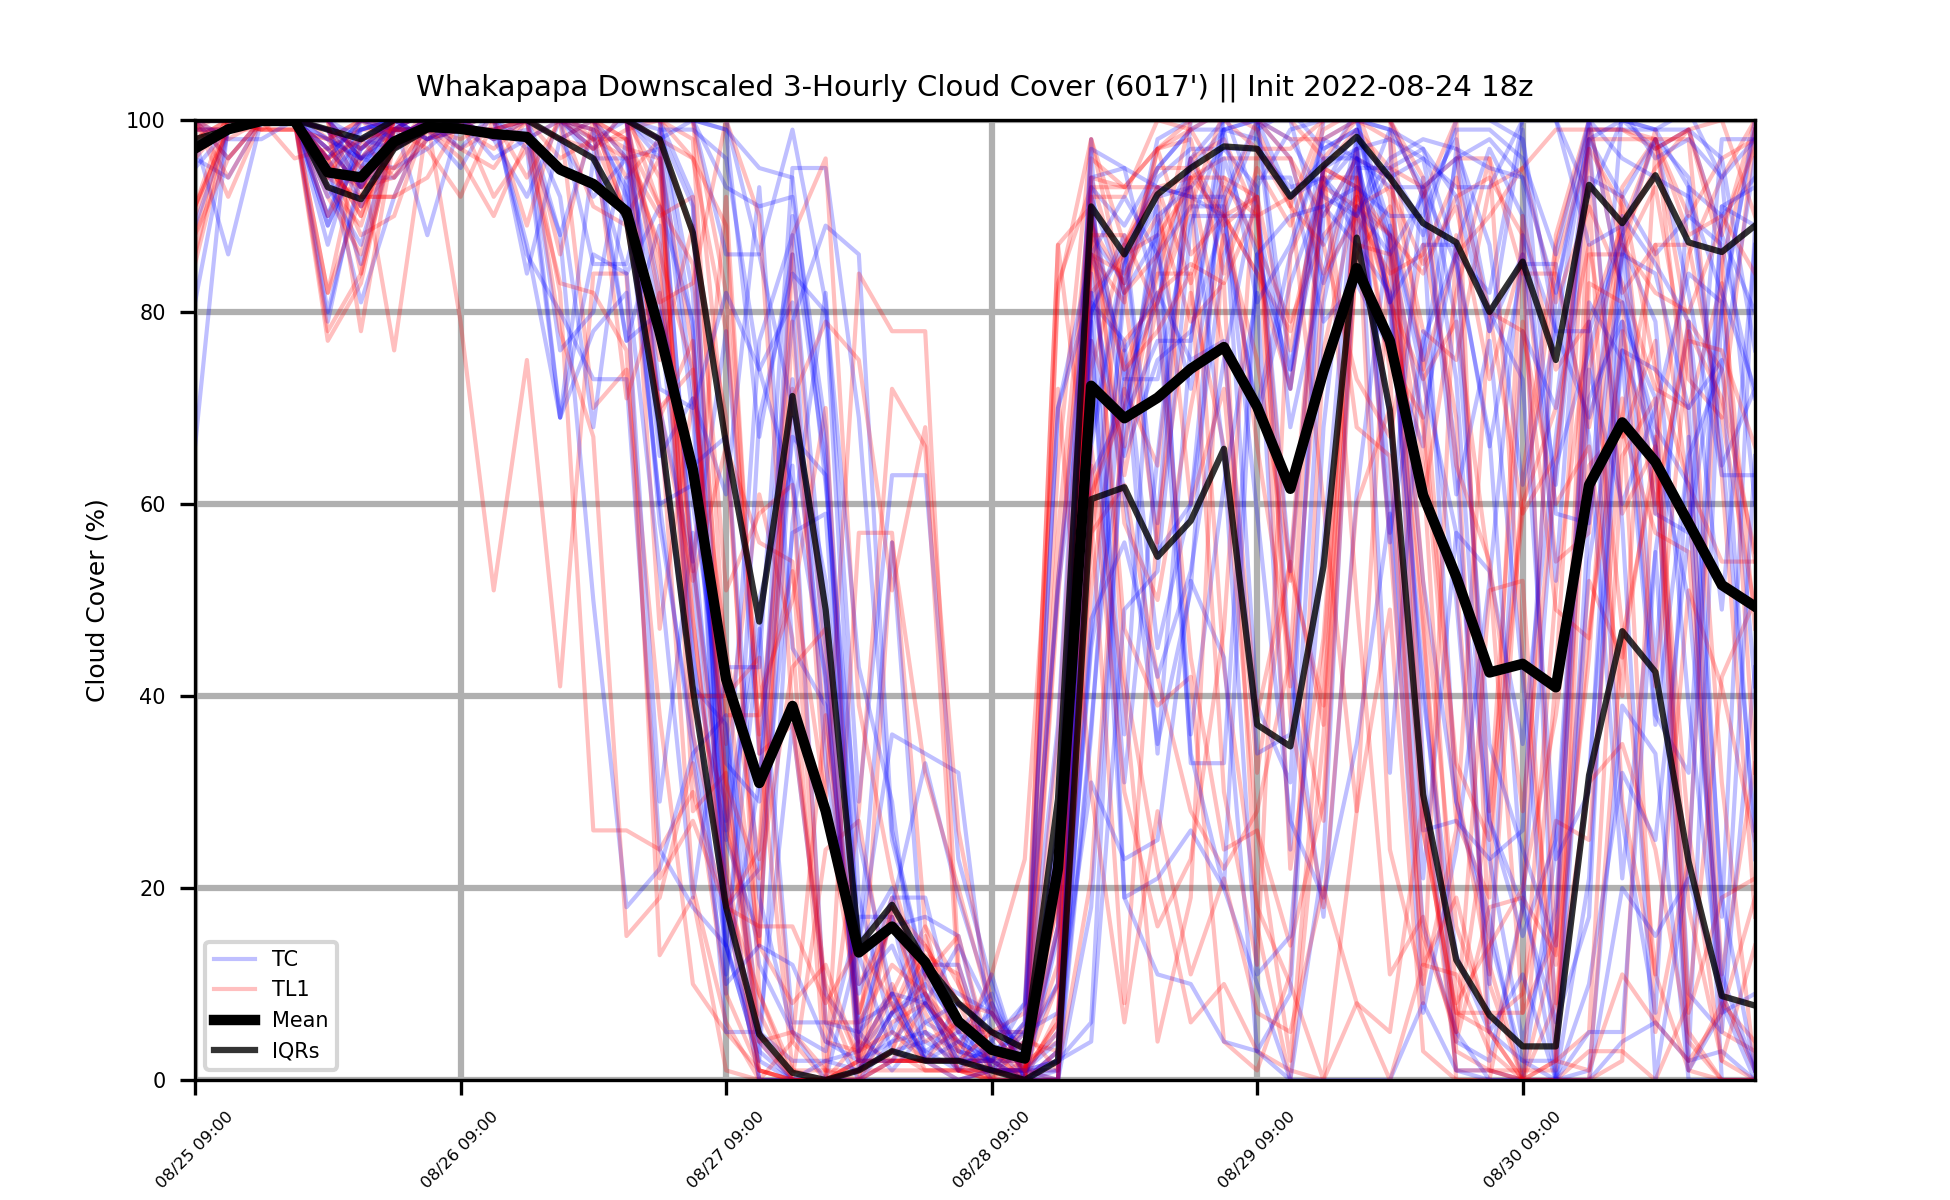 Whakapapa Downscaled 3-Hourly Cloud Cover (6017') || Init 2022-08-24 18z
Cloud Cover (%)
100
80
60
40
20
0
TC
TL1
Mean
IQRs
08/25 09:00
08/26 09:00
08/27 09:00
08/28 09:00
08/29 09:00
08/30 09:00